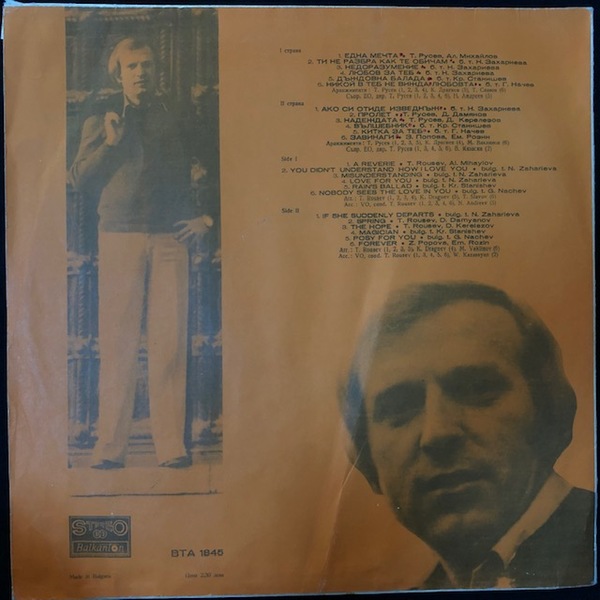 I страна
1. ЕДНА МЕЧТА • Т. Русев, Ал. Михайлов
2. ТИ НЕ РАЗБРА КАК ТЕ ОБИЧАМ • б. т. Н. Захариева
3. НЕДОРАЗУМЕНИЕ • б. т. Н. Захариева
4. ЛЮБОВ ЗА ТЕБ • б. т. Н. Захариева
5. ДЪЖДОВНА БАЛАДА • б. т. Кр. Станишев
6. НИКОЙ В ТЕБ НЕ ВИЖДА ЛЮБОВТА • б. т. Г. Начев
II страна
1. АКО СИ ОТИДЕ ИЗВЕДНЪЖ • б. т. Н. Захариева
2. ПРОЛЕТ • Т. Русев, Д. Дамянов
3. НАДЕЖДАТА • Т. Русев, Д. Керелезов
4. ВЪЛШЕБНИК • б. т. Кр. Станишев
5. КИТКА ЗА ТЕБ • б. т. Г. Начев
6. ЗАВИНАГИ • З. Попова, Ем. Розин
Side I
1. A REVERIE • T. Roussev, Al. Mihaylov
2. YOU DIDN'T UNDERSTAND HOW I LOVE YOU • bulg. t. N. Zaharieva
3. MISUNDERSTANDING • bulg. t. N. Zaharieva
4. LOVE FOR YOU • bulg. t. N. Zaharieva
5. RAIN'S BALLAD • bulg. t. Kr. Stanishev
6. NOBODY SEES THE LOVE IN YOU • bulg. t. G. Nachev
Side II
1. IF SHE SUDDENLY DEPARTS • bulg. t. N. Zaharieva
2. SPRING • T. Roussev, D. Damyanov
3. THE HOPE • T. Roussev, D. Kerelezov
4. MAGICIAN • bulg. t. Kr. Stanishev
5. POSY FOR YOU • bulg. t. G. Nachev
6. FOREVER • Z. Popova, Em. Rozin
STEREO
Balkanton
BTA 1845
Made in Bulgaria